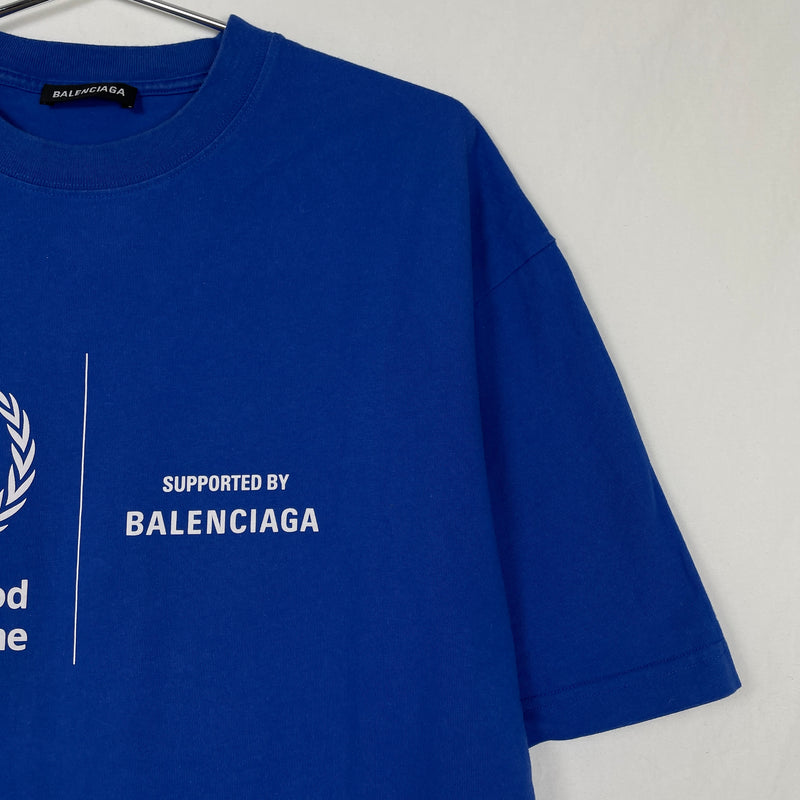 BALENCIAGA
SUPPORTED BY
BALENCIAGA
od
ne